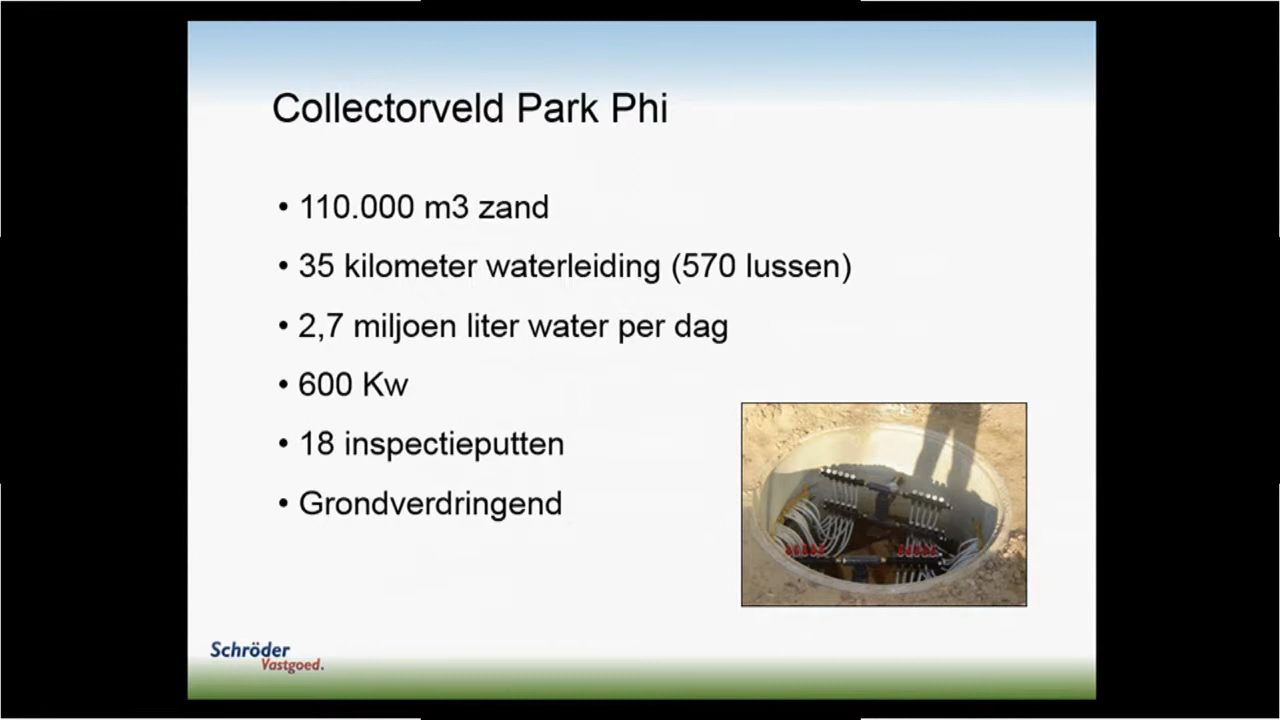 Collectorveld Park Phi
• 110.000 m3 zand
• 35 kilometer waterleiding (570 lussen)
• 2,7 miljoen liter water per dag
• 600 Kw
• 18 inspectieputten
• Grondverdringend
Schröder
Vastgoed.